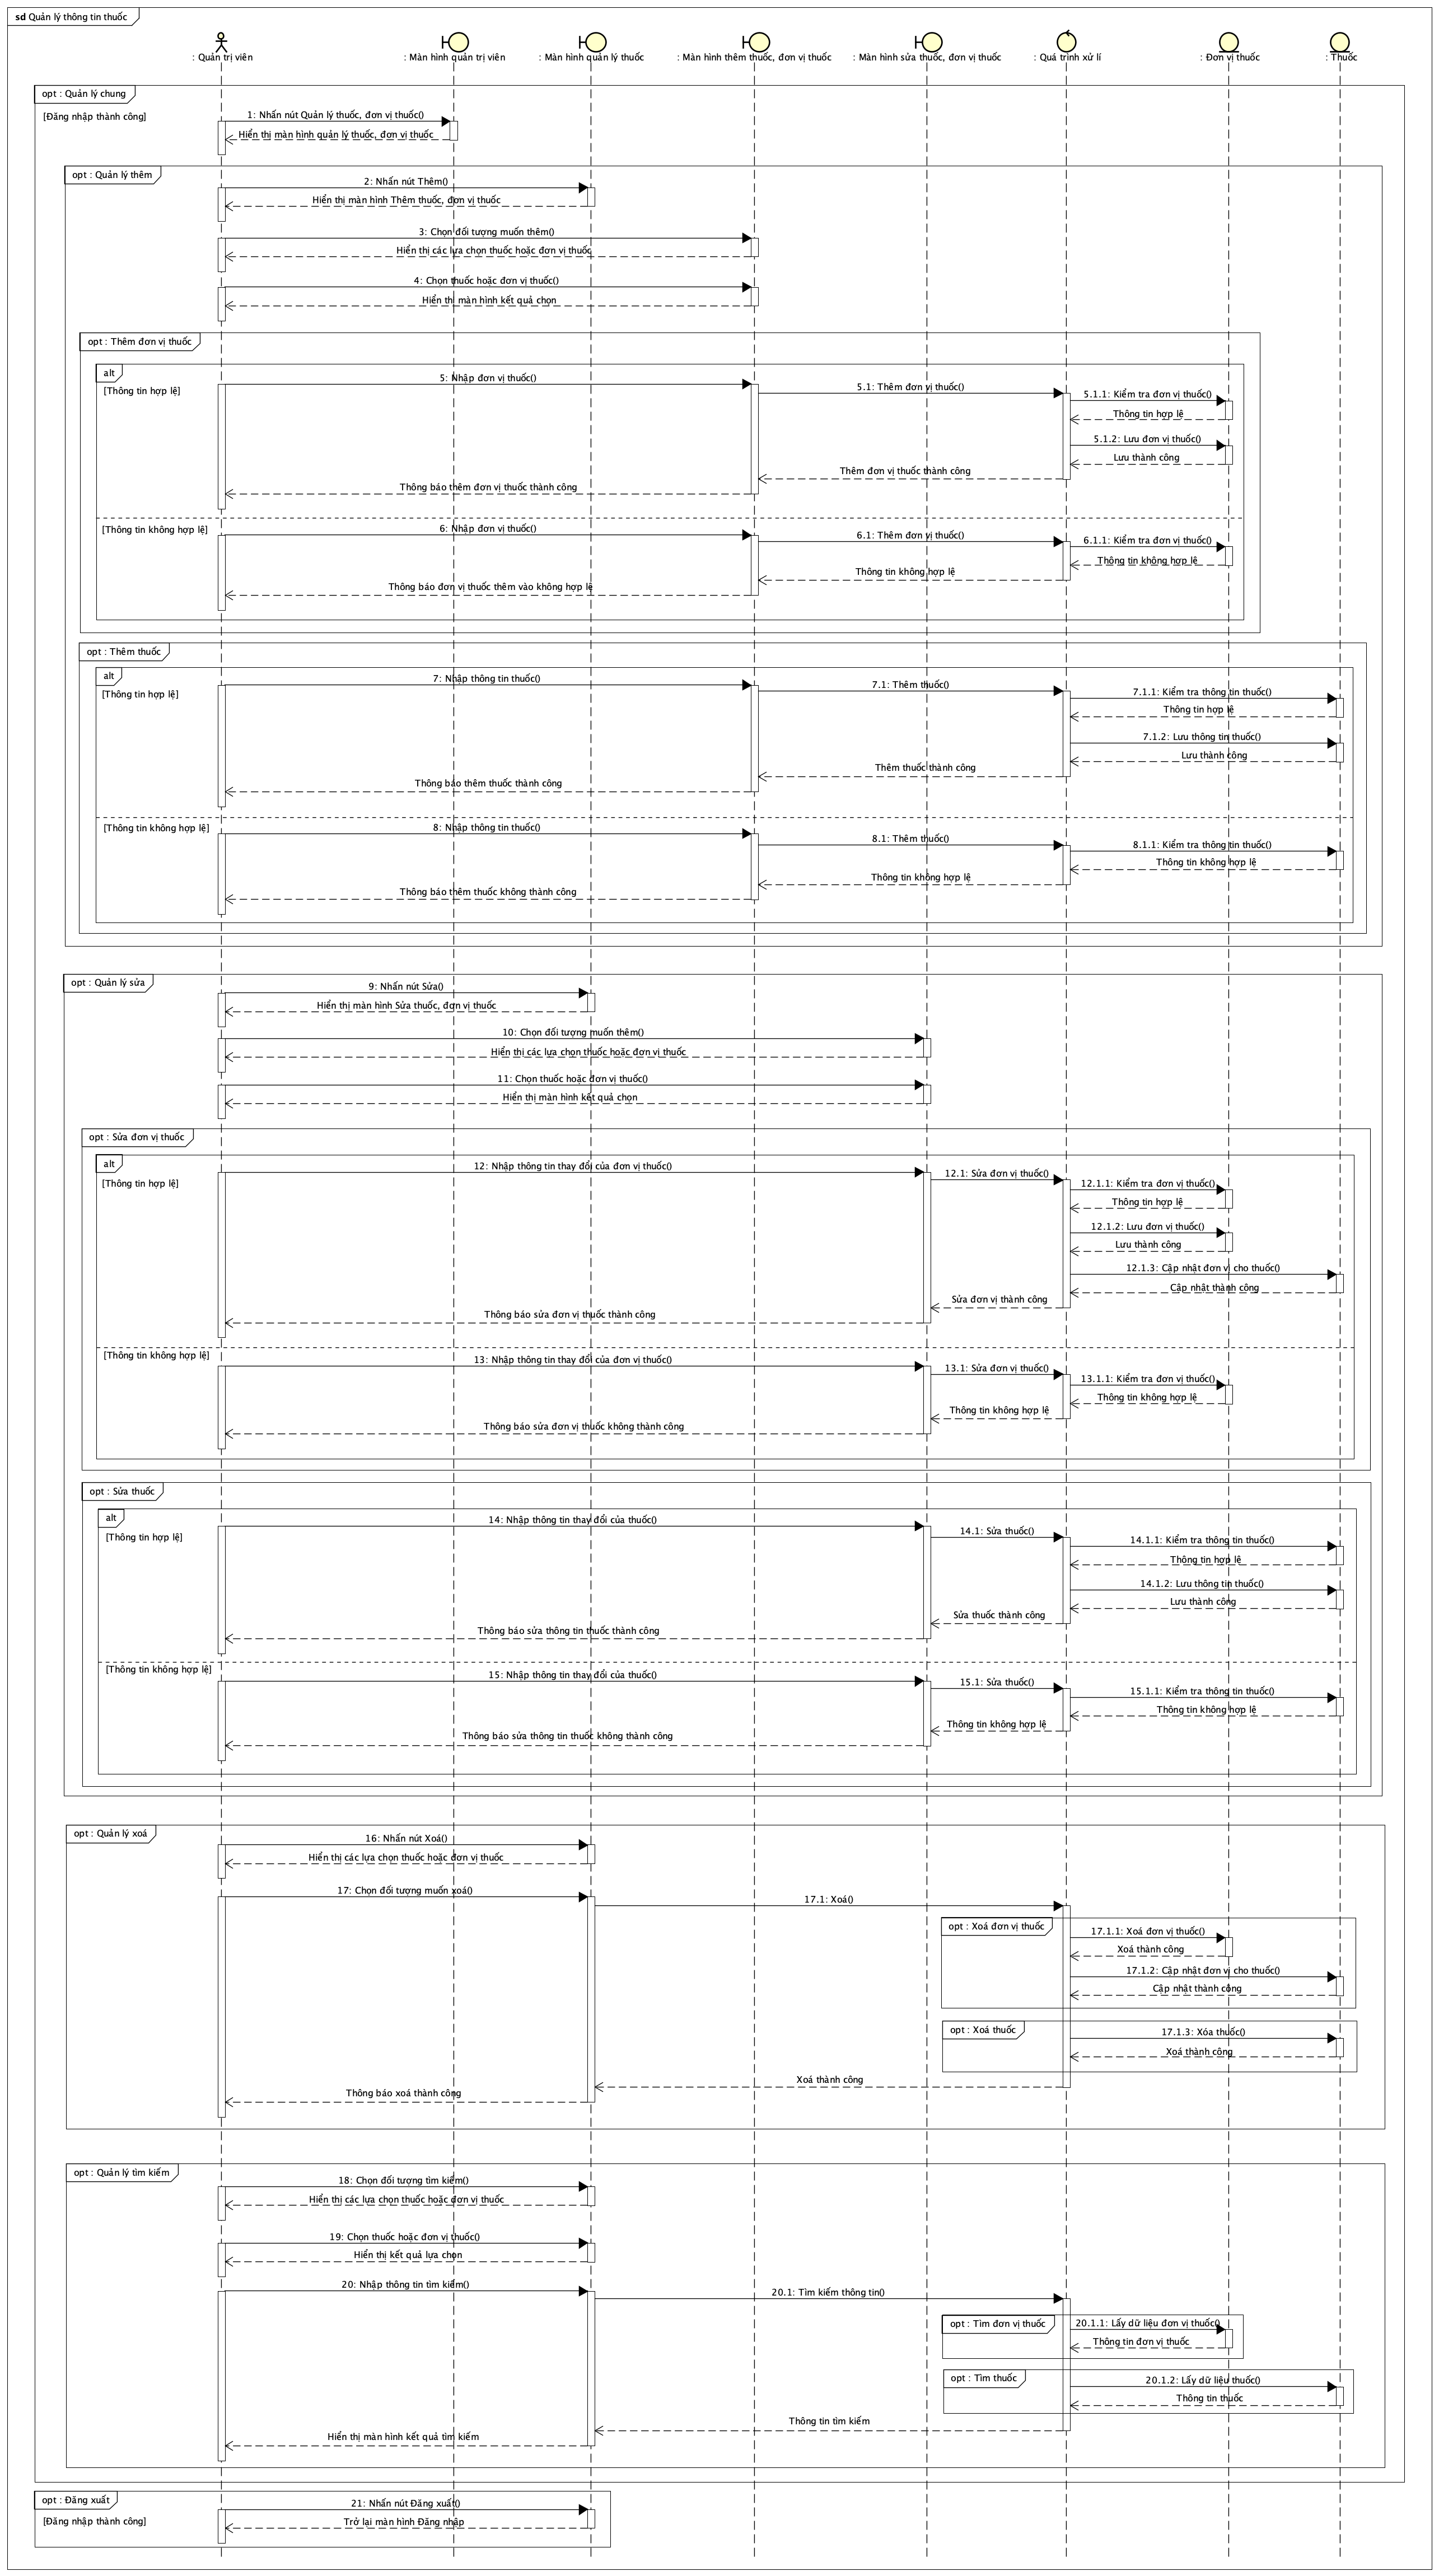 sd Quản lý thông tin thuốc
: Quản trị viên
: Màn hình quản trị viên
: Màn hình quản lý thuốc
: Màn hình thêm thuốc, đơn vị thuốc
: Màn hình sửa thuốc, đơn vị thuốc
: Quá trình xử lí
: Đơn vị thuốc
: Thuốc
opt : Quản lý chung
[Đăng nhập thành công]
1: Nhấn nút Quản lý thuốc, đơn vị thuốc()
Hiển thị màn hình quản lý thuốc, đơn vị thuốc
opt : Quản lý thêm
2: Nhấn nút Thêm()
Hiển thị màn hình Thêm thuốc, đơn vị thuốc
3: Chọn đối tượng muốn thêm()
Hiển thị các lựa chọn thuốc hoặc đơn vị thuốc
4: Chọn thuốc hoặc đơn vị thuốc()
Hiển thị màn hình kết quả chọn
opt : Thêm đơn vị thuốc
alt
[Thông tin hợp lệ]
5: Nhập đơn vị thuốc()
5.1: Thêm đơn vị thuốc()
5.1.1: Kiểm tra đơn vị thuốc()
Thông tin hợp lệ
5.1.2: Lưu đơn vị thuốc()
Lưu thành công
Thêm đơn vị thuốc thành công
Thông báo thêm đơn vị thuốc thành công
[Thông tin không hợp lệ]
6: Nhập đơn vị thuốc()
6.1: Thêm đơn vị thuốc()
6.1.1: Kiểm tra đơn vị thuốc()
Thông tin không hợp lệ
Thông tin không hợp lệ
Thông báo đơn vị thuốc thêm vào không hợp lệ
opt : Thêm thuốc
alt
[Thông tin hợp lệ]
7: Nhập thông tin thuốc()
7.1: Thêm thuốc()
7.1.1: Kiểm tra thông tin thuốc()
Thông tin hợp lệ
7.1.2: Lưu thông tin thuốc()
Lưu thành công
Thêm thuốc thành công
Thông báo thêm thuốc thành công
[Thông tin không hợp lệ]
8: Nhập thông tin thuốc()
8.1: Thêm thuốc()
8.1.1: Kiểm tra thông tin thuốc()
Thông tin không hợp lệ
Thông tin không hợp lệ
Thông báo thêm thuốc không thành công
opt : Quản lý sửa
9: Nhấn nút Sửa()
Hiển thị màn hình Sửa thuốc, đơn vị thuốc
10: Chọn đối tượng muốn thêm()
Hiển thị các lựa chọn thuốc hoặc đơn vị thuốc
11: Chọn thuốc hoặc đơn vị thuốc()
Hiển thị màn hình kết quả chọn
opt : Sửa đơn vị thuốc
alt
[Thông tin hợp lệ]
12: Nhập thông tin thay đổi của đơn vị thuốc()
12.1: Sửa đơn vị thuốc()
12.1.1: Kiểm tra đơn vị thuốc()
Thông tin hợp lệ
12.1.2: Lưu đơn vị thuốc()
Lưu thành công
12.1.3: Cập nhật đơn vị cho thuốc()
Cập nhật thành công
Sửa đơn vị thành công
Thông báo sửa đơn vị thuốc thành công
[Thông tin không hợp lệ]
13: Nhập thông tin thay đổi của đơn vị thuốc()
13.1: Sửa đơn vị thuốc()
13.1.1: Kiểm tra đơn vị thuốc()
Thông tin không hợp lệ
Thông tin không hợp lệ
Thông báo sửa đơn vị thuốc không thành công
opt : Sửa thuốc
alt
[Thông tin hợp lệ]
14: Nhập thông tin thay đổi của thuốc()
14.1: Sửa thuốc()
14.1.1: Kiểm tra thông tin thuốc()
Thông tin hợp lệ
14.1.2: Lưu thông tin thuốc()
Lưu thành công
Sửa thuốc thành công
Thông báo sửa thông tin thuốc thành công
[Thông tin không hợp lệ]
15: Nhập thông tin thay đổi của thuốc()
15.1: Sửa thuốc()
15.1.1: Kiểm tra thông tin thuốc()
Thông tin không hợp lệ
Thông tin không hợp lệ
Thông báo sửa thông tin thuốc không thành công
opt : Quản lý xoá
16: Nhấn nút Xoá()
Hiển thị các lựa chọn thuốc hoặc đơn vị thuốc
17: Chọn đối tượng muốn xoá()
17.1: Xoá()
opt : Xoá đơn vị thuốc
17.1.1: Xoá đơn vị thuốc()
Xoá thành công
17.1.2: Cập nhật đơn vị cho thuốc()
Cập nhật thành công
opt : Xoá thuốc
17.1.3: Xóa thuốc()
Xoá thành công
Xoá thành công
Thông báo xoá thành công
opt : Quản lý tìm kiếm
18: Chọn đối tượng tìm kiếm()
Hiển thị các lựa chọn thuốc hoặc đơn vị thuốc
19: Chọn thuốc hoặc đơn vị thuốc()
Hiển thị kết quả lựa chọn
20: Nhập thông tin tìm kiếm()
20.1: Tìm kiếm thông tin()
opt : Tìm đơn vị thuốc
20.1.1: Lấy dữ liệu đơn vị thuốc()
Thông tin đơn vị thuốc
opt : Tìm thuốc
20.1.2: Lấy dữ liệu thuốc()
Thông tin thuốc
Thông tin tìm kiếm
Hiển thị màn hình kết quả tìm kiếm
opt : Đăng xuất
[Đăng nhập thành công]
21: Nhấn nút Đăng xuất()
Trở lại màn hình Đăng nhập